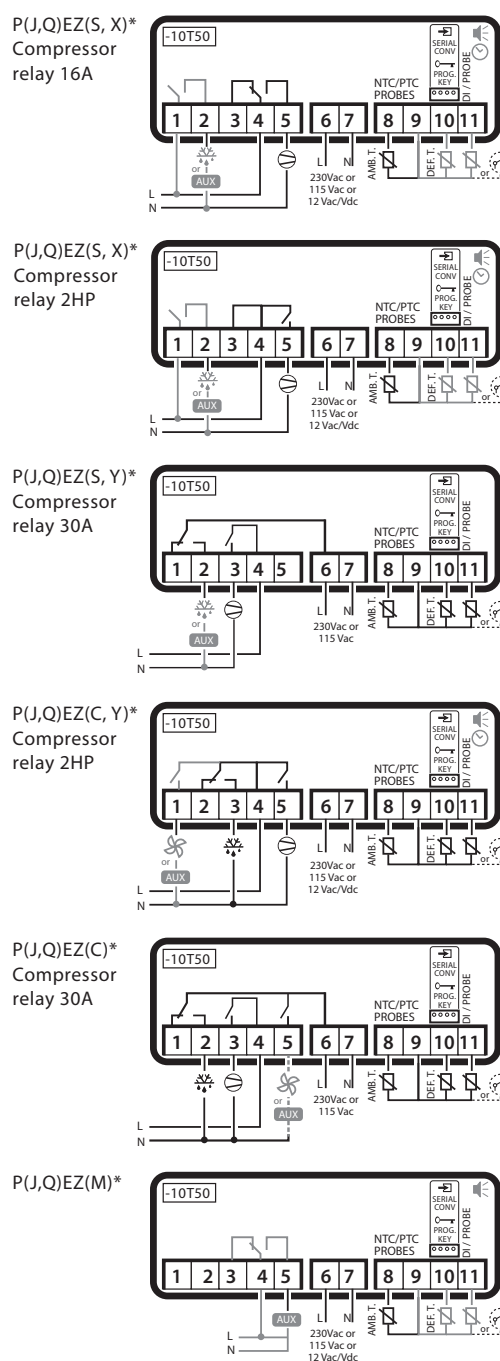 P(J,Q)EZ(S, X)*
Compressor
relay 16A
-10T50
SERIAL
CONV
PROG.
KEY
DI / PROBE
NTC/PTC
PROBES
1 2 3 4 5 6 7 8 9 10 11
or
AUX
L
N
L N
230Vac or
115 Vac or
12 Vac/Vdc
AMB. T.
DEF. T.
or
P(J,Q)EZ(S, X)*
Compressor
relay 2HP
-10T50
SERIAL
CONV
PROG.
KEY
DI / PROBE
NTC/PTC
PROBES
1 2 3 4 5 6 7 8 9 10 11
or
AUX
L
N
L N
230Vac or
115 Vac or
12 Vac/Vdc
AMB. T.
DEF. T.
or
P(J,Q)EZ(S, Y)*
Compressor
relay 30A
-10T50
SERIAL
CONV
PROG.
KEY
DI / PROBE
NTC/PTC
PROBES
1 2 3 4 5 6 7 8 9 10 11
or
AUX
L
N
L N
230Vac or
115 Vac
AMB. T.
DEF. T.
or
P(J,Q)EZ(C, Y)*
Compressor
relay 2HP
-10T50
SERIAL
CONV
PROG.
KEY
DI / PROBE
NTC/PTC
PROBES
1 2 3 4 5 6 7 8 9 10 11
or
AUX
L
N
L N
230Vac or
115 Vac or
12 Vac/Vdc
AMB. T.
DEF. T.
or
P(J,Q)EZ(C)*
Compressor
relay 30A
-10T50
SERIAL
CONV
PROG.
KEY
DI / PROBE
NTC/PTC
PROBES
1 2 3 4 5 6 7 8 9 10 11
or
AUX
L
N
L N
230Vac or
115 Vac
AMB. T.
DEF. T.
or
P(J,Q)EZ(M)*
-10T50
SERIAL
CONV
PROG.
KEY
DI / PROBE
NTC/PTC
PROBES
1 2 3 4 5 6 7 8 9 10 11
AUX
L
N
L N
230Vac or
115 Vac or
12 Vac/Vdc
AMB. T.
DEF. T.
or